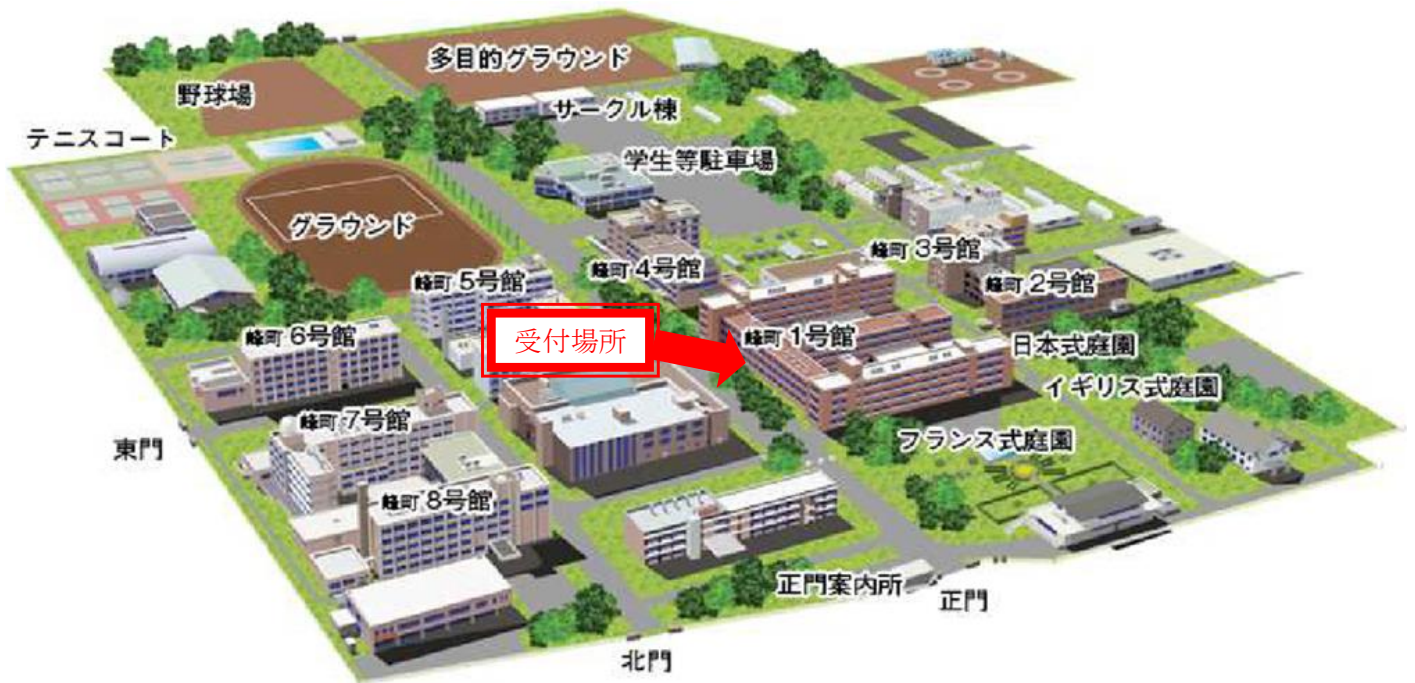 多目的グラウンド
野球場
サークル棟
テニスコート
学生等駐車場
グラウンド
峰町3号館
峰町4号館
峰町5号館
峰町2号館
峰町6号館
受付場所
峰町1号館
日本式庭園
イギリス式庭園
峰町7号館
フランス式庭園
東門
峰町8号館
正門案内所
正門
北門